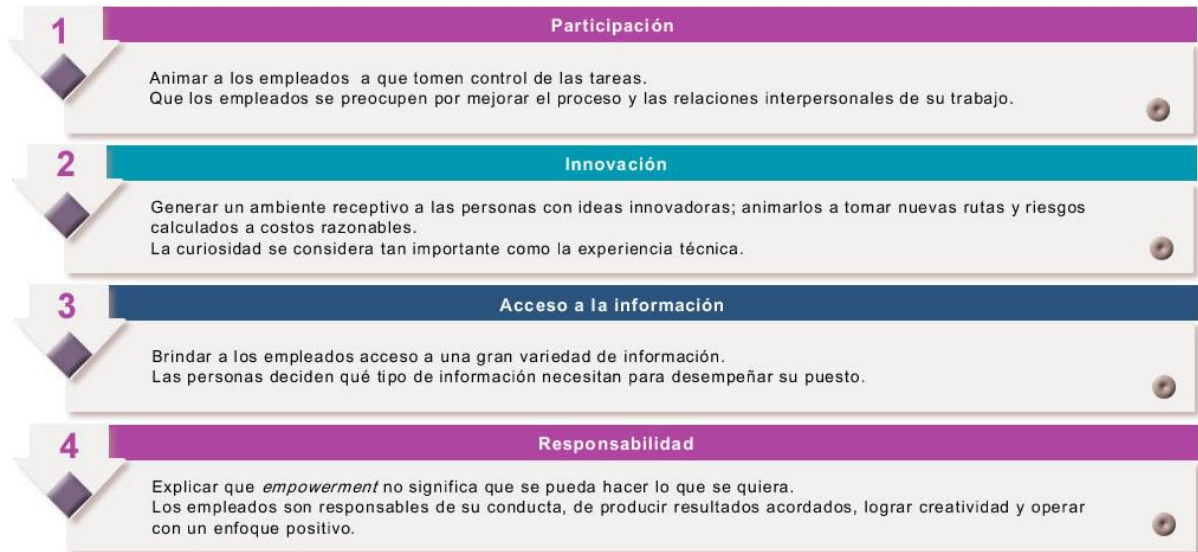 1
Participación
Animar a los empleados a que tomen control de las tareas.
Que los empleados se preocupen por mejorar el proceso y las relaciones interpersonales de su trabajo.
2
Innovación
Generar un ambiente receptivo a las personas con ideas innovadoras; animarlos a tomar nuevas rutas y riesgos
calculados a costos razonables.
La curiosidad se considera tan importante como la experiencia técnica.
3
Acceso a la información
Brindar a los empleados acceso a una gran variedad de información.
Las personas deciden qué tipo de información necesitan para desempeñar su puesto.
4
Responsabilidad
Explicar que empowerment no significa que se pueda hacer lo que se quiera.
Los empleados son responsables de su conducta, de producir resultados acordados, lograr creatividad y operar
con un enfoque positivo.